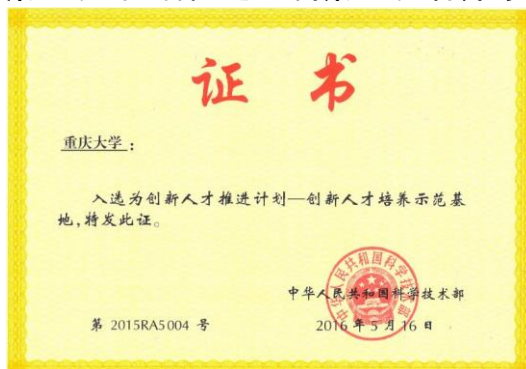 证书
重庆大学：
入选为创新人才推进计划—创新人才培养示范基
地,特发此证。
中华人民共和国科学技术部
第 2015RA5004 号
2016 年 5 月 16 日